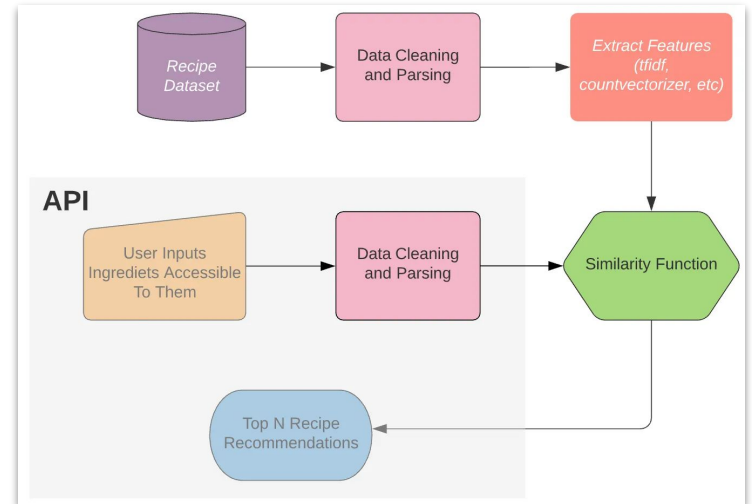 Recipe
Dataset
Data Cleaning
and Parsing
Extract Features
(tfidf,
countvectorizer, etc)
API
User Inputs
Ingrediets Accessible
To Them
Data Cleaning
and Parsing
Similarity Function
Top N Recipe
Recommendations